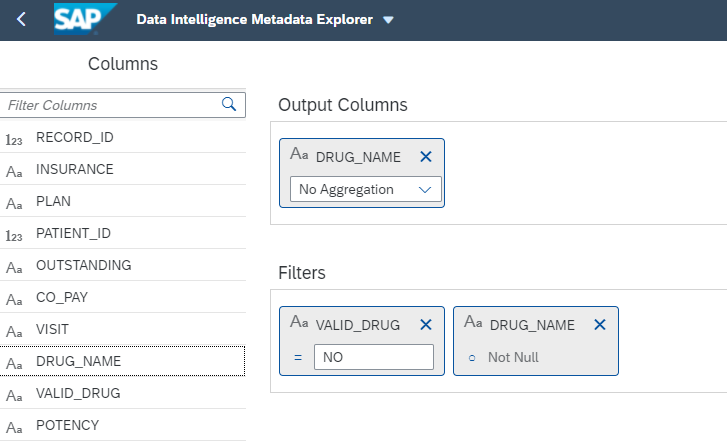 SAP Data Intelligence Metadata Explorer
Columns
Filter Columns
123 RECORD_ID
Aa INSURANCE
Aa PLAN
123 PATIENT_ID
Aa OUTSTANDING
Aa CO_PAY
Aa VISIT
Aa DRUG_NAME
Aa VALID_DRUG
Aa POTENCY
Output Columns
Aa DRUG_NAME
No Aggregation
Filters
Aa VALID_DRUG
= NO
Aa DRUG_NAME
Not Null